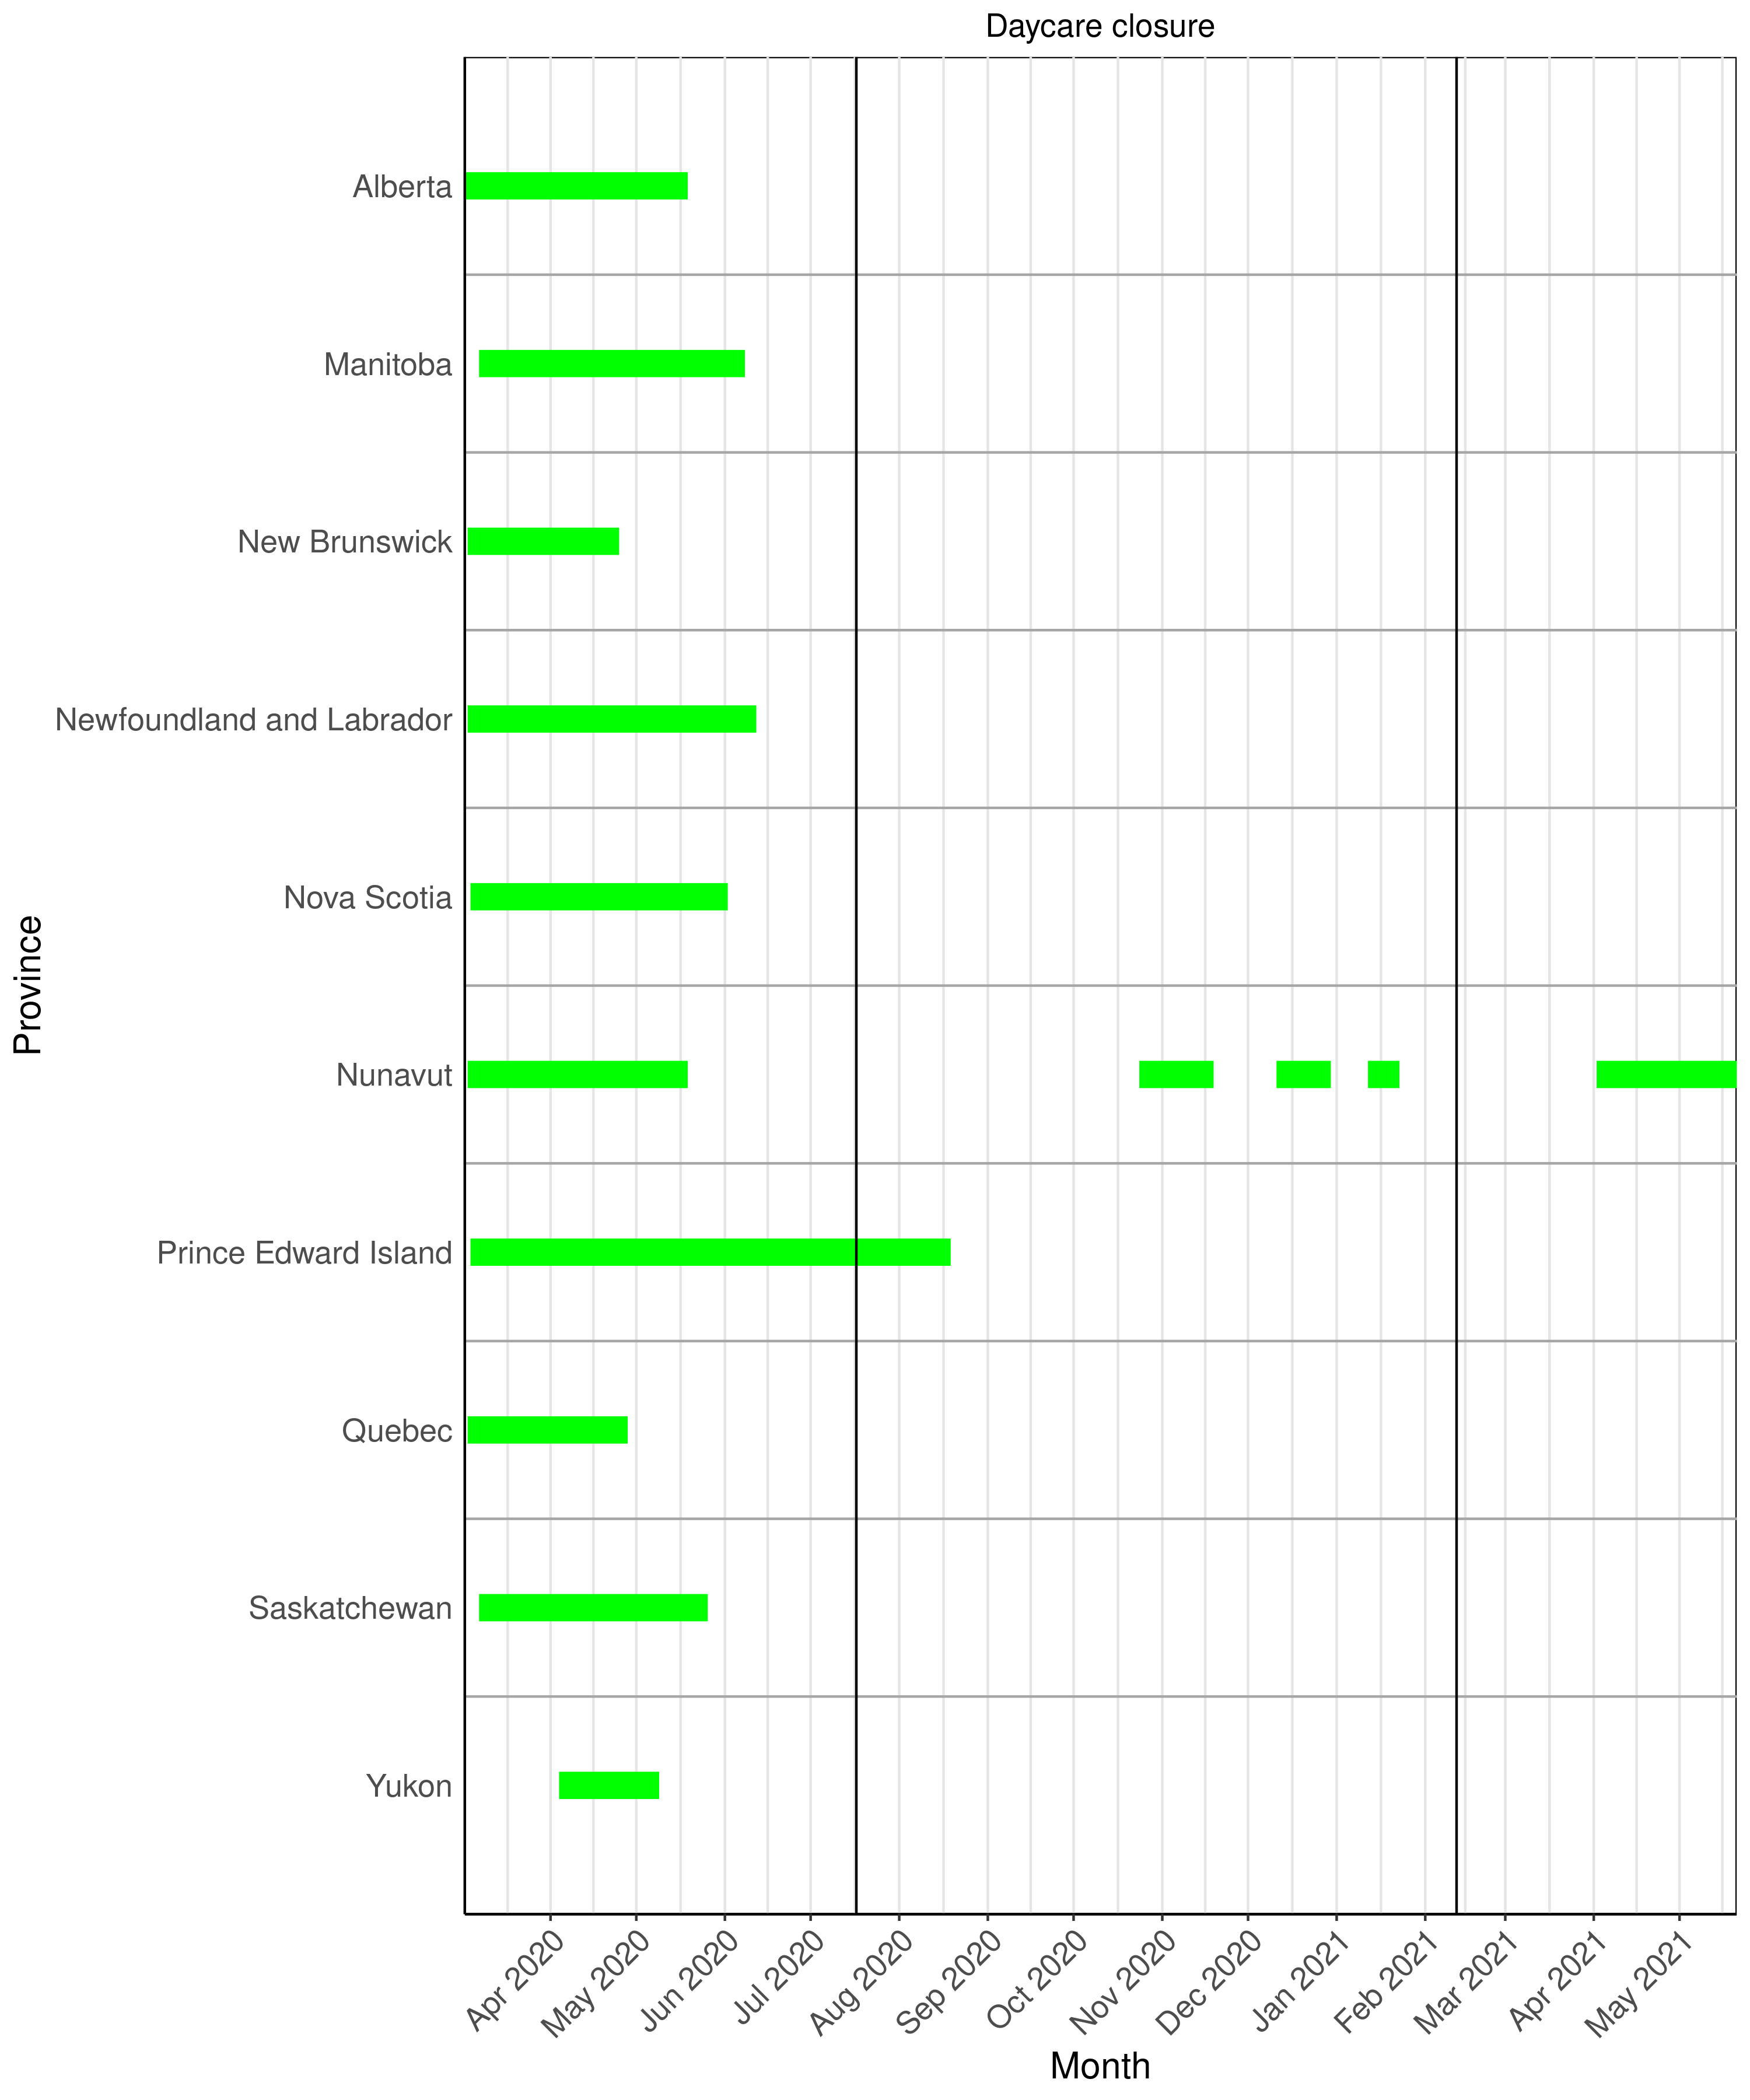 Daycare closure
Alberta
Manitoba
New Brunswick
Newfoundland and Labrador
Nova Scotia
Nunavut
Prince Edward Island
Quebec
Saskatchewan
Yukon
Province
Apr 2020
May 2020
Jun 2020
Jul 2020
Aug 2020
Sep 2020
Oct 2020
Nov 2020
Dec 2020
Jan 2021
Feb 2021
Mar 2021
Apr 2021
May 2021
Month